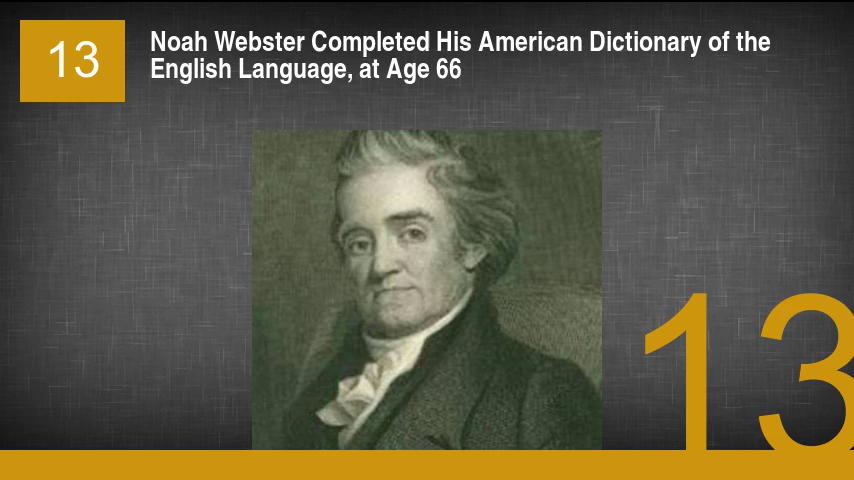 13
Noah Webster Completed His American Dictionary of the
English Language, at Age 66
13